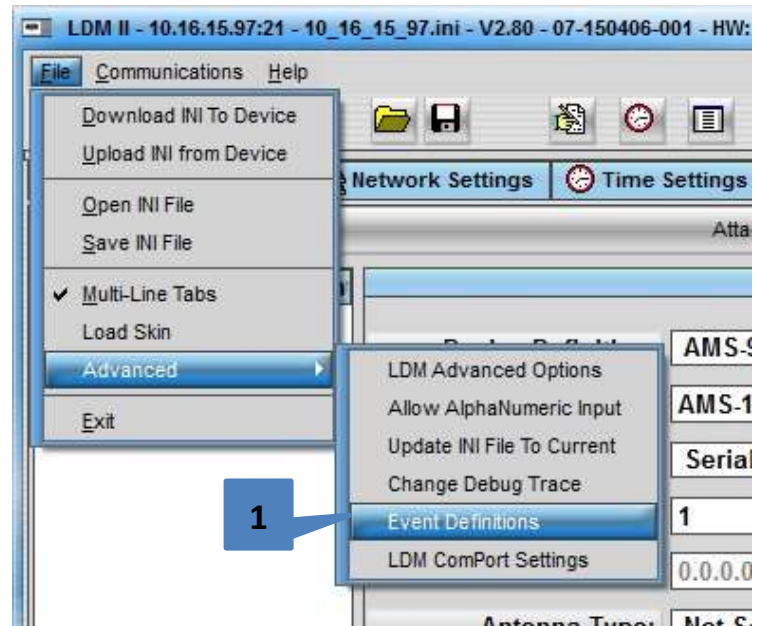 LDM II - 10.16.15.97:21 - 10_16_15_97.ini - V2.80 - 07-150406-001 - HW:
File Communications Help
Download INI To Device
Upload INI from Device
Network Settings Time Settings
Open INI File
Save INI File
Atta
Multi-Line Tabs
Load Skin
Advanced
Exit
LDM Advanced Options
Allow AlphaNumeric Input
Update INI File To Current
Change Debug Trace
Event Definitions
LDM ComPort Settings
1
AMS-9
AMS-1
Serial
1
0.0.0.0
Antenna Type: